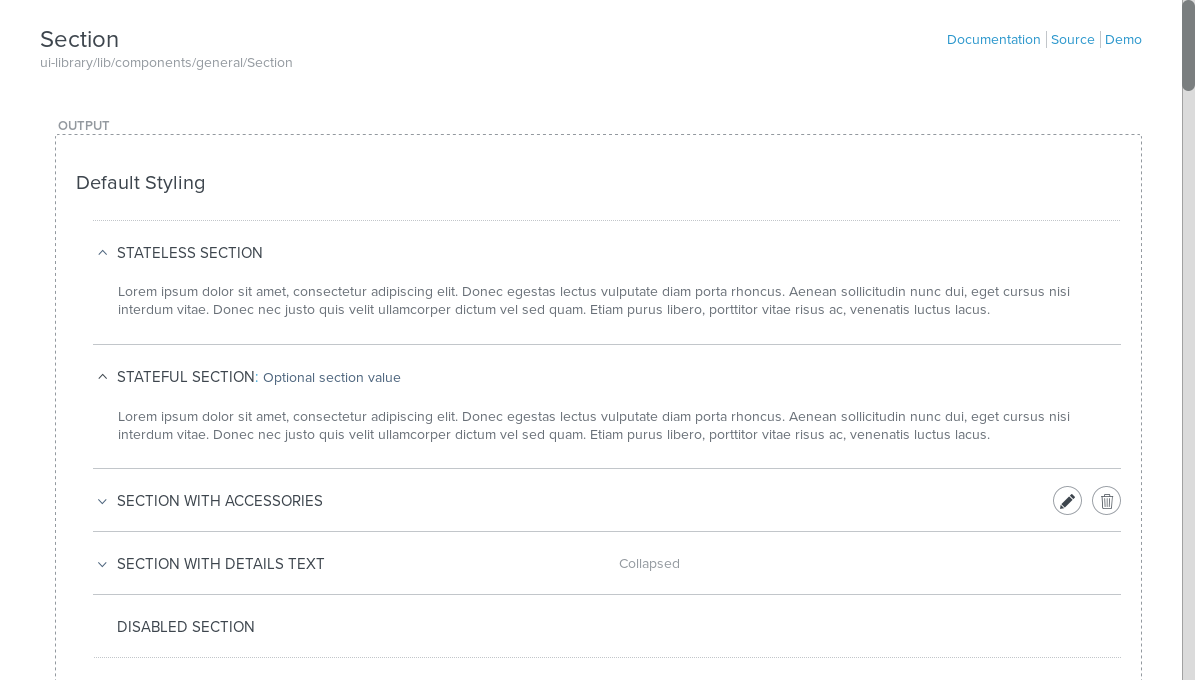 Section
Documentation
Source
Demo
ui-library/lib/components/general/Section
OUTPUT
Default Styling
STATELESS SECTION
Lorem ipsum dolor sit amet, consectetur adipiscing elit. Donec egestas lectus vulputate diam porta rhoncus. Aenean sollicitudin nunc dui, eget cursus nisi
interdum vitae. Donec nec justo quis velit ullamcorper dictum vel sed quam. Etiam purus libero, porttitor vitae risus ac, venenatis luctus lacus.
STATEFUL SECTION: Optional section value
Lorem ipsum dolor sit amet, consectetur adipiscing elit. Donec egestas lectus vulputate diam porta rhoncus. Aenean sollicitudin nunc dui, eget cursus nisi
interdum vitae. Donec nec justo quis velit ullamcorper dictum vel sed quam. Etiam purus libero, porttitor vitae risus ac, venenatis luctus lacus.
SECTION WITH ACCESSORIES
SECTION WITH DETAILS TEXT
Collapsed
DISABLED SECTION